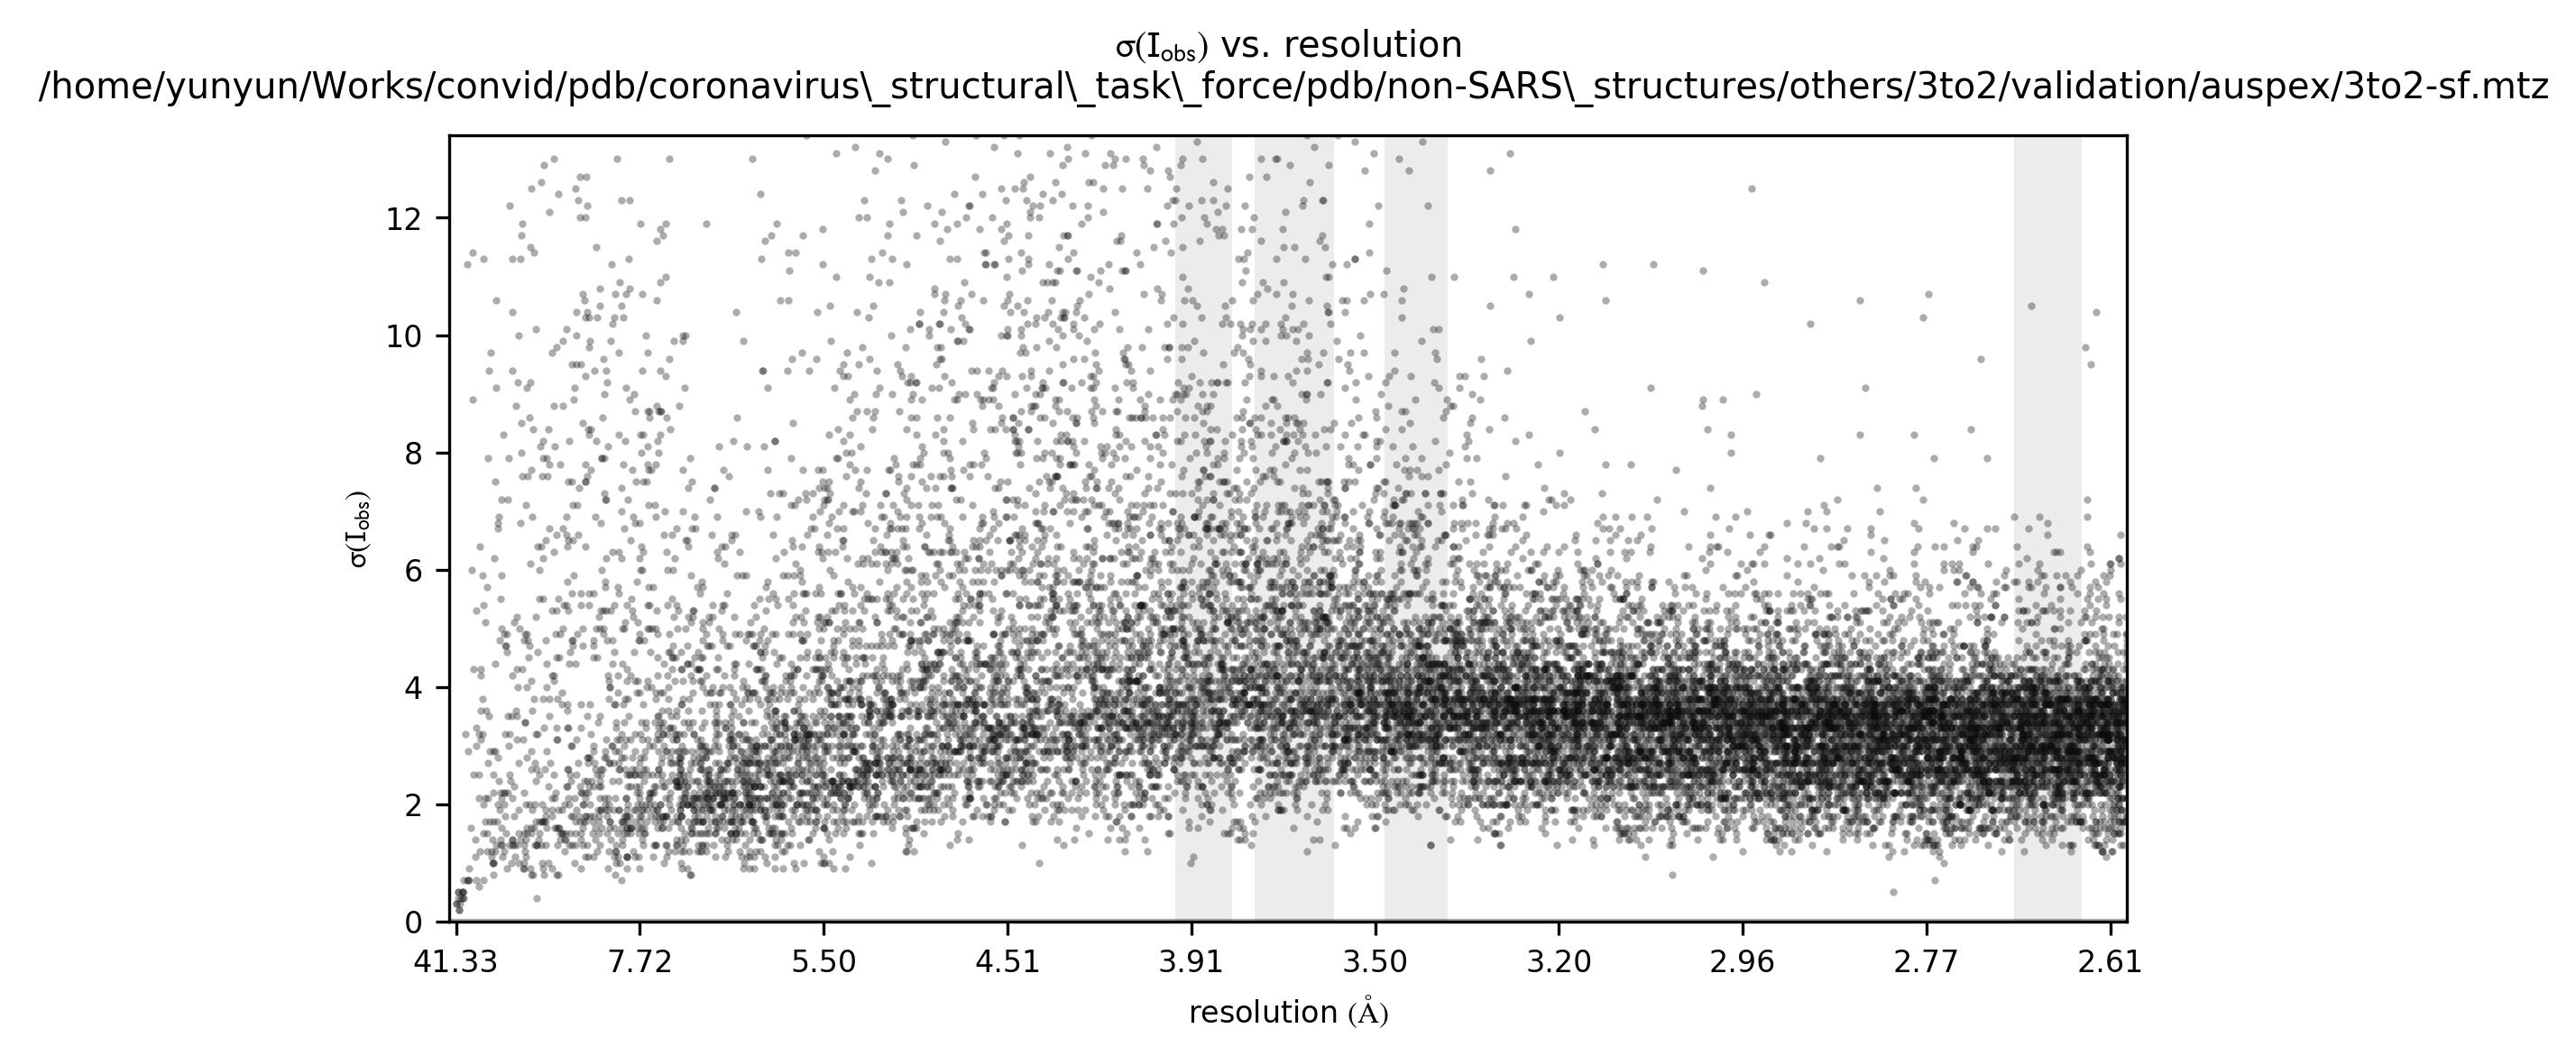 σ(I_obs) vs. resolution
/home/yunyun/Works/convid/pdb/coronavirus\_structural\_task\_force/pdb/non-SARS\_structures/others/3to2/validation/auspex/3to2-sf.mtz
12
10
8
6
4
2
0
σ(I_obs)
41.33 7.72 5.50 4.51 3.91 3.50 3.20 2.96 2.77 2.61
resolution (Å)